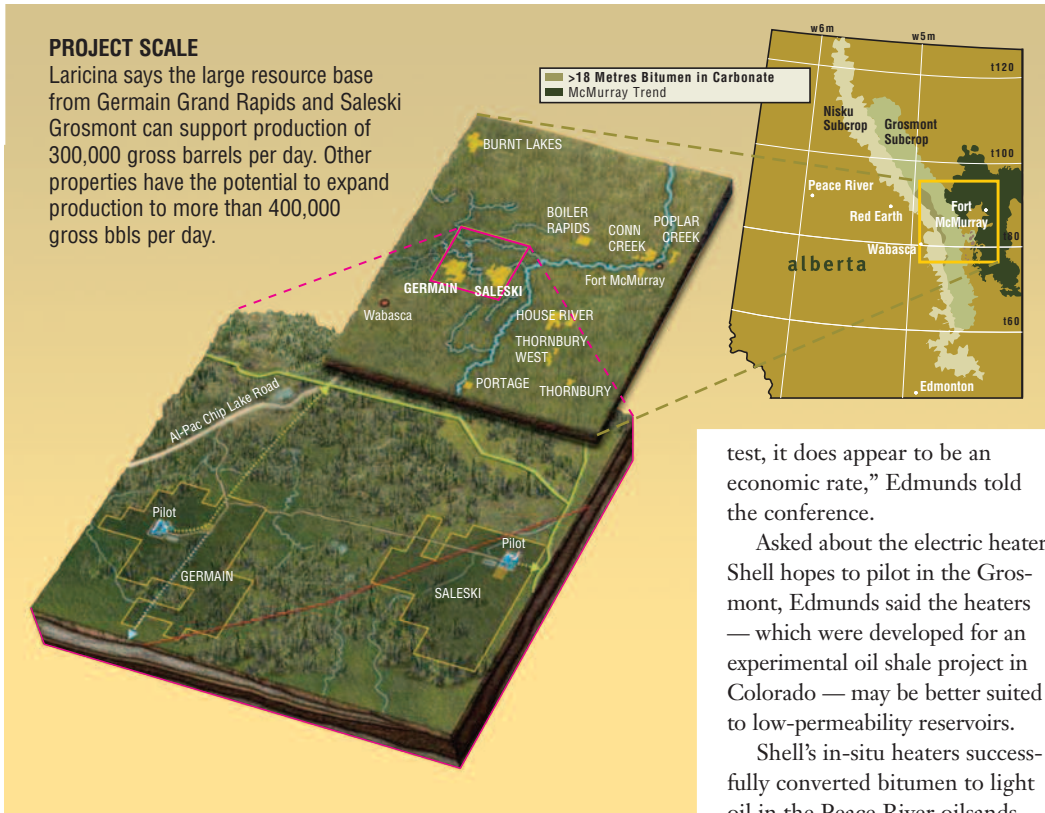 PROJECT SCALE
Laricina says the large resource base
from Germain Grand Rapids and Saleski
Grosmont can support production of
300,000 gross barrels per day. Other
properties have the potential to expand
production to more than 400,000
gross bbls per day.
>18 Metres Bitumen in Carbonate
McMurray Trend
w6m
w5m
t120
Nisku
Subcrop
Grosmont
Subcrop
t100
Peace River
Red Earth
Fort
McMurray
t80
Wabasca
alberta
t60
Edmonton
BURNT LAKES
BOILER
RAPIDS
CONN
CREEK
POPLAR
CREEK
GERMAIN
SALESKI
Fort McMurray
Wabasca
HOUSE RIVER
THORNBURY
WEST
PORTAGE
THORNBURY
Al-Pac Chip Lake Road
Pilot
GERMAIN
Pilot
SALESKI
test, it does appear to be an
economic rate,” Edmunds told
the conference.
Asked about the electric heater
Shell hopes to pilot in the Gros-
mont, Edmunds said the heaters
— which were developed for an
experimental oil shale project in
Colorado — may be better suited
to low-permeability reservoirs.
Shell’s in-situ heaters success-
fully converted bitumen to light
oil in the Peace River oilsands